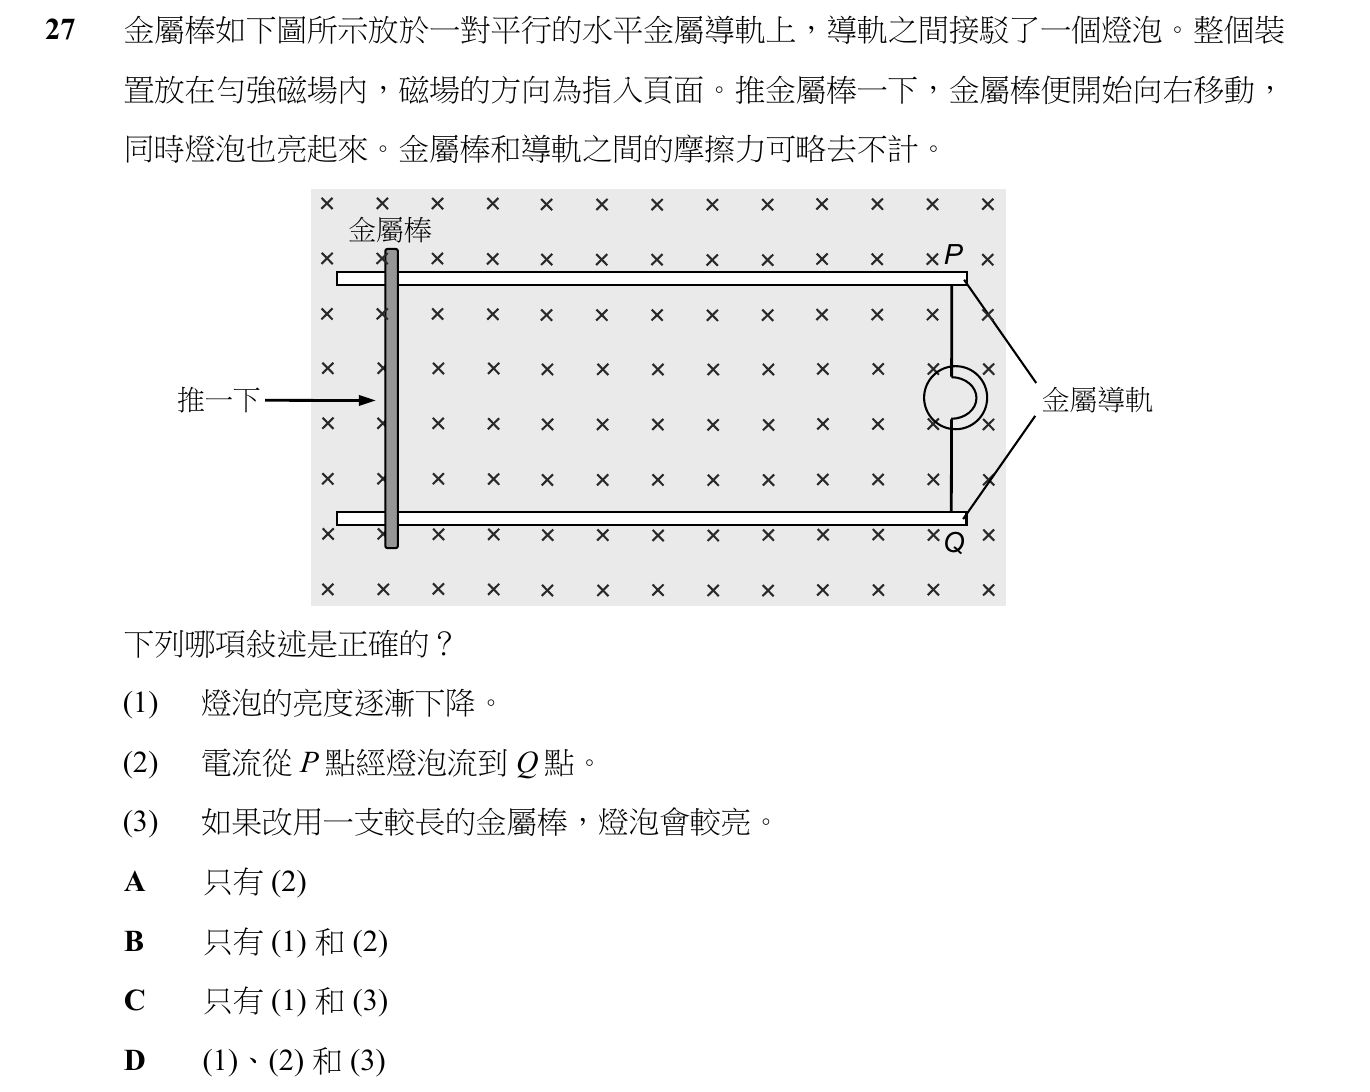 27 金屬棒如下圖所示放於一對平行的水平金屬導軌上，導軌之間接駁了一個燈泡。整個裝
置放在勻強磁場內，磁場的方向為指入頁面。推金屬棒一下，金屬棒便開始向右移動，
同時燈泡也亮起來。金屬棒和導軌之間的摩擦力可略去不計。
金屬棒
P
推一下
金屬導軌
Q
下列哪項敍述是正確的？
(1) 燈泡的亮度逐漸下降。
(2) 電流從 P 點經燈泡流到 Q 點。
(3) 如果改用一支較長的金屬棒，燈泡會較亮。
A 只有 (2)
B 只有 (1) 和 (2)
C 只有 (1) 和 (3)
D (1)、(2) 和 (3)